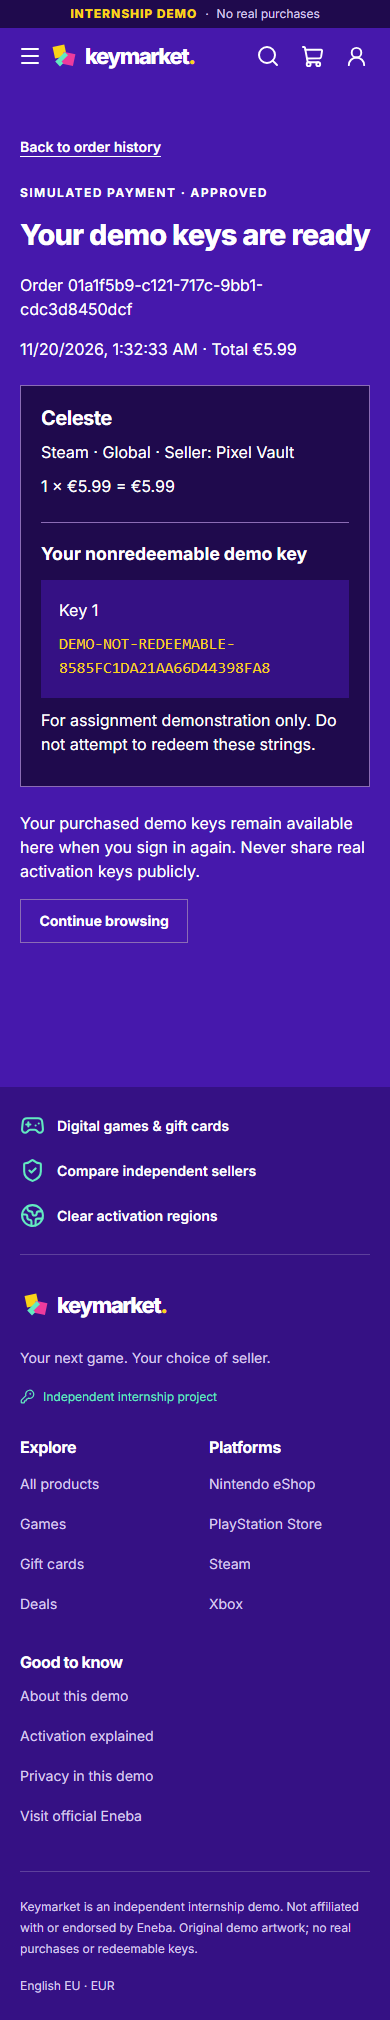 INTERNSHIP DEMO · No real purchases
keymarket.
Back to order history
SIMULATED PAYMENT · APPROVED
Your demo keys are ready
Order 01a1f5b9-c121-717c-9bb1-
cdc3d8450dcf
11/20/2026, 1:32:33 AM · Total €5.99
Celeste
Steam · Global · Seller: Pixel Vault
1 × €5.99 = €5.99
Your nonredeemable demo key
Key 1
DEMO-NOT-REDEEMABLE-
8585FC1DA21AA66D44398FA8
For assignment demonstration only. Do
not attempt to redeem these strings.
Your purchased demo keys remain available
here when you sign in again. Never share real
activation keys publicly.
Continue browsing
Digital games & gift cards
Compare independent sellers
Clear activation regions
keymarket.
Your next game. Your choice of seller.
Independent internship project
Explore
All products
Games
Gift cards
Deals
Platforms
Nintendo eShop
PlayStation Store
Steam
Xbox
Good to know
About this demo
Activation explained
Privacy in this demo
Visit official Eneba
Keymarket is an independent internship demo. Not affiliated
with or endorsed by Eneba. Original demo artwork; no real
purchases or redeemable keys.
English EU · EUR